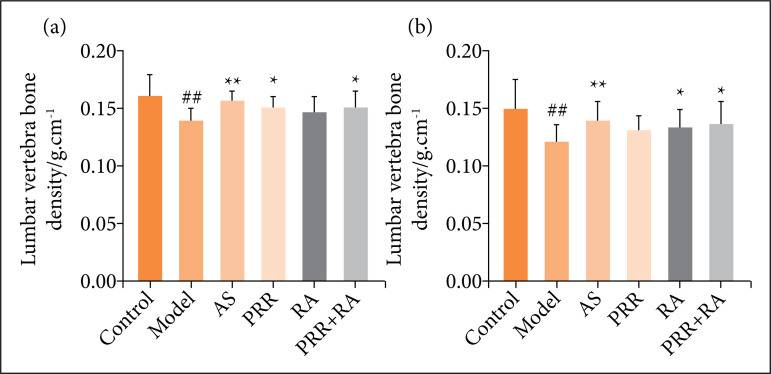 (a)
Lumbar vertebra bone
density/g.cm-1
0.20
0.15
0.10
0.05
0.00
##
**
*
*
Control
Model
AS
PRR
RA
PRR+RA
(b)
Lumbar vertebra bone
density/g.cm-1
0.20
0.15
0.10
0.05
0.00
##
**
*
*
Control
Model
AS
PRR
RA
PRR+RA